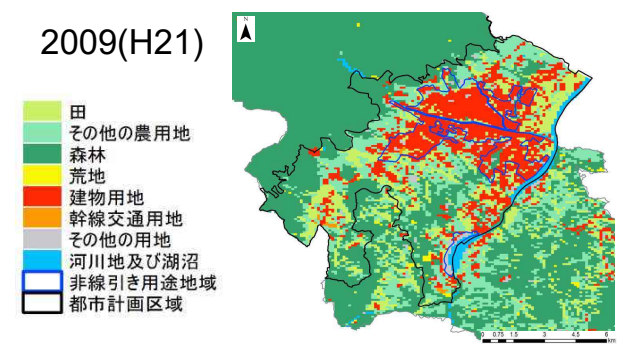 2009(H21)
N
田
その他の農用地
森林
荒地
建物用地
幹線交通用地
その他の用地
河川地及び湖沼
非線引き用途地域
都市計画区域
0 0.75 1.5 3 4.5 6
km